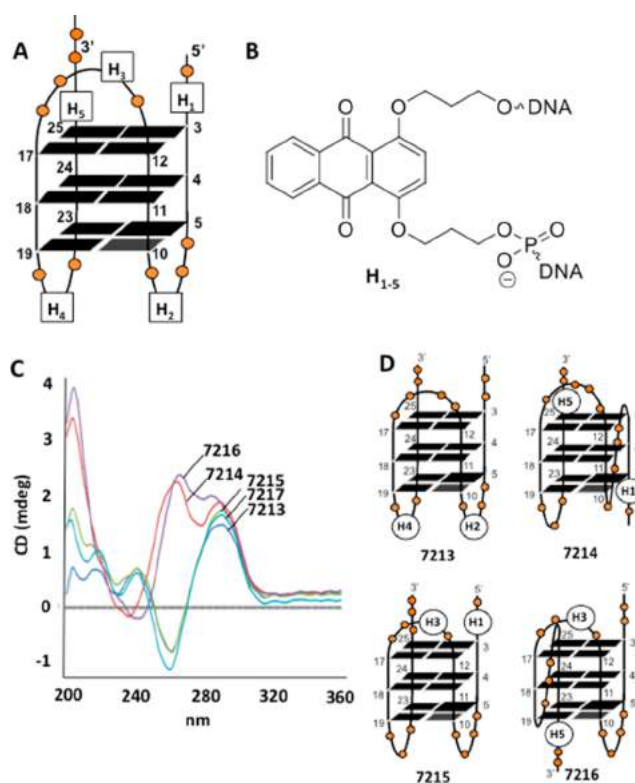 A
3'
5'
H₃
H₁
H₅
25
3
17
12
24
4
18
11
23
5
19
10
H₄
H₂
B
O
O
O
O
O∿DNA
O
O
P
O
⊖
DNA
H₁₋₅
C
4
3
2
1
0
-1
CD (mdeg)
7216
7214
7215
7217
7213
200
240
280
320
360
nm
D
3'
5'
25
3
17
12
24
4
18
11
23
5
19
10
H4
H2
7213
3'
H5
25
17
12
24
4
18
11
23
19
10
H1
7214
3'
5'
H3
H1
25
3
17
12
24
4
18
11
23
5
19
10
7215
5'
H3
25
3
17
12
24
4
18
11
23
5
19
10
H5
3'
7216